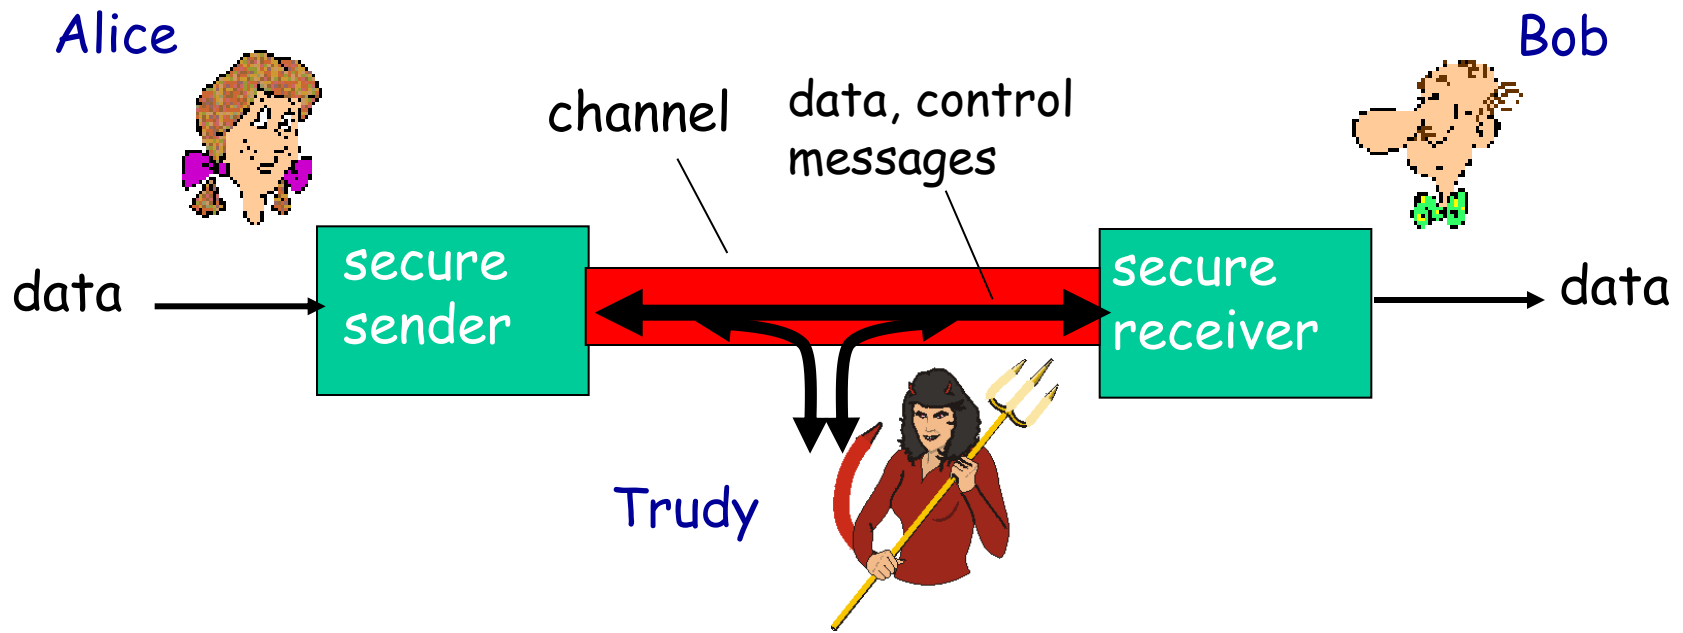 Alice
Bob
channel
data, control
messages
data
secure
sender
secure
receiver
data
Trudy